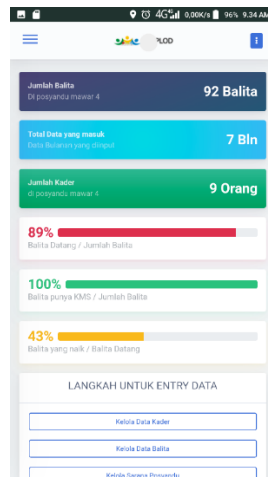 4G 0,00K/s 96% 9.34 AM
PLOD
Jumlah Balita
Di posyandu mawar 4
92 Balita
Total Data yang masuk
Data Bulanin yang diinput
7 Bln
Jumlah Kader
di posyandu mawar 4
9 Orang
89%
Balita Datang / Jumlah Balita
100%
Balita punya KMS / Jumlah Balita
43%
Balita yang naik / Balita Datang
LANGKAH UNTUK ENTRY DATA
Kelola Data Kader
Kelola Data Balita
Kelola Sarana Posyandu